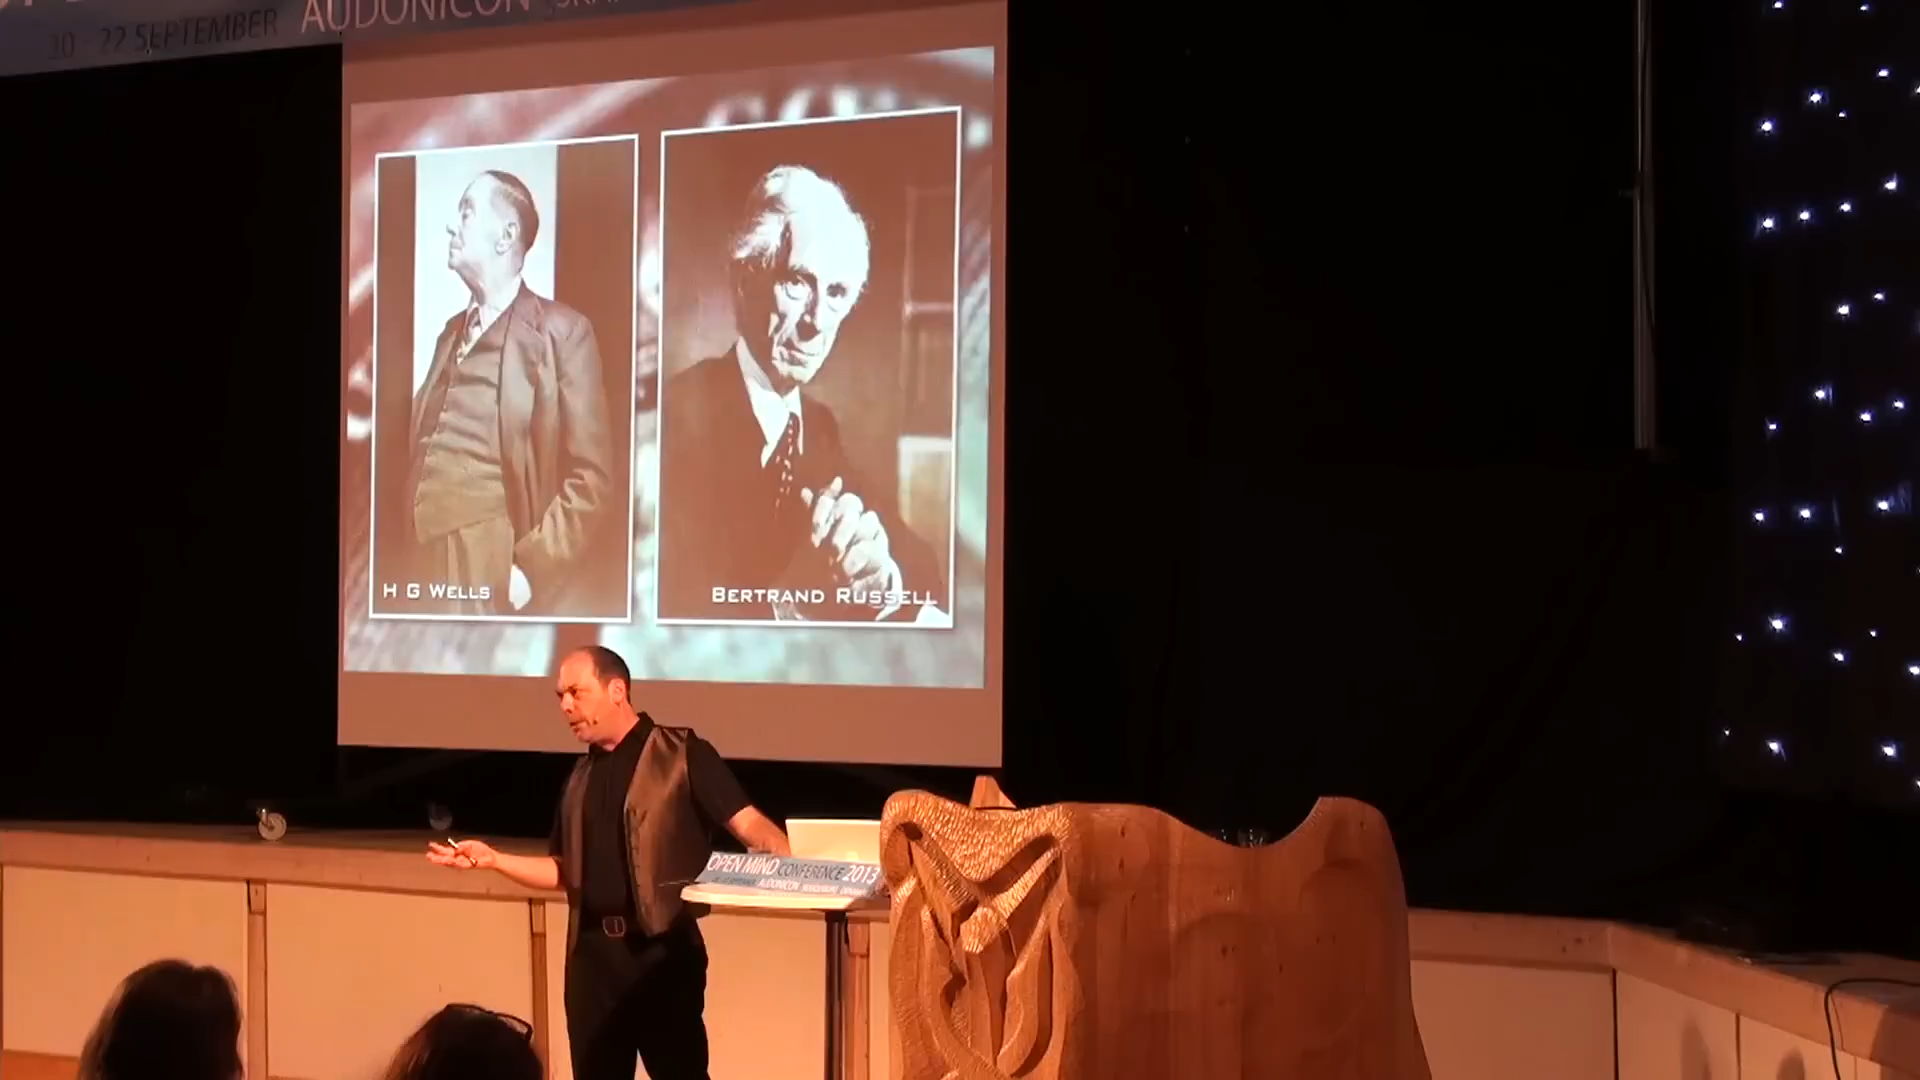 20 - 22 SEPTEMBER AUDONICON
H G WELLS
BERTRAND RUSSELL
OPEN MIND CONFERENCE 2013
AUDONICON